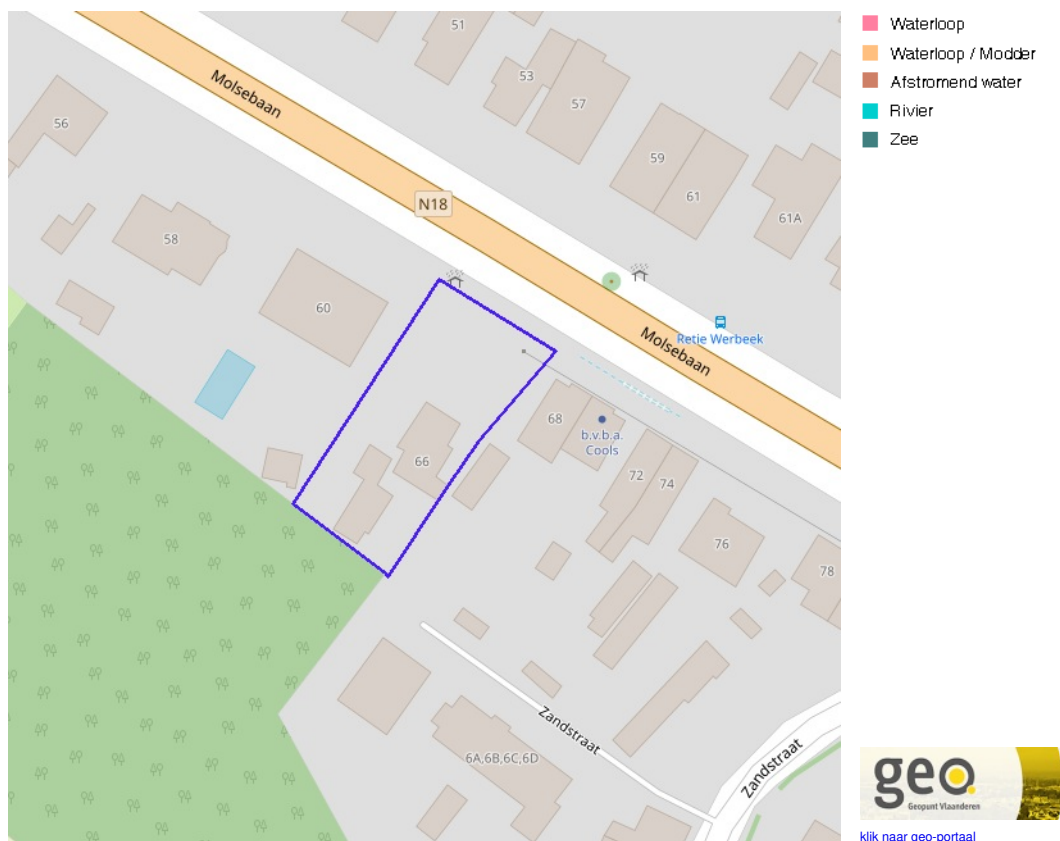 51
53
57
Molsebaan
56
59
61
61A
N18
58
60
Molsebaan
Retie Werbeek
68
b.v.b.a.
Cools
66
72
74
76
78
Zandstraat
6A,6B,6C,6D
Zandstraat
Waterloop
Waterloop / Modder
Afstromend water
Rivier
Zee
geo
Geopunt Vlaanderen
klik naar geo-portaal